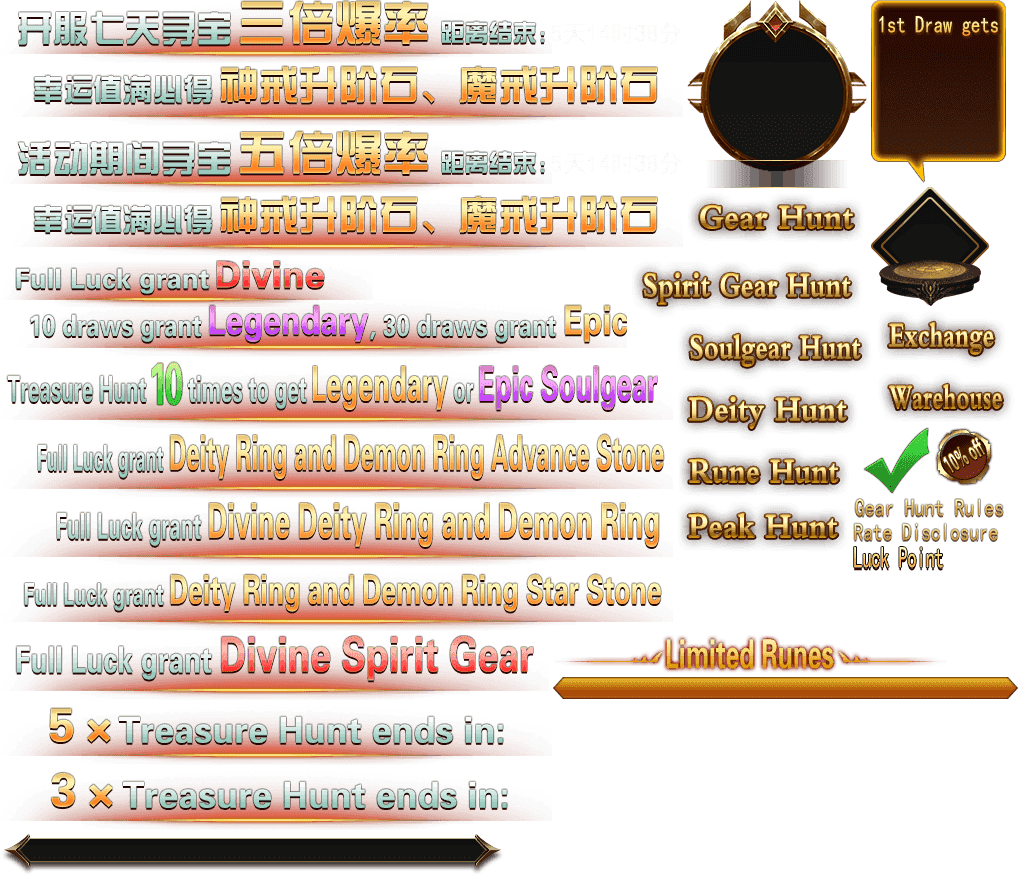 开服七天寻宝三倍爆率 距离结束:
幸运值满必得神戒升阶石、魔戒升阶石
活动期间寻宝五倍爆率 距离结束:
幸运值满必得神戒升阶石、魔戒升阶石
Full Luck grant Divine
10 draws grant Legendary, 30 draws grant Epic
Treasure Hunt 10 times to get Legendary or Epic Soulgear
Full Luck grant Deity Ring and Demon Ring Advance Stone
Full Luck grant Divine Deity Ring and Demon Ring
Full Luck grant Deity Ring and Demon Ring Star Stone
Full Luck grant Divine Spirit Gear
5 × Treasure Hunt ends in:
3 × Treasure Hunt ends in:
1st Draw gets
Gear Hunt
Spirit Gear Hunt
Soulgear Hunt
Deity Hunt
Rune Hunt
Peak Hunt
Exchange
Warehouse
10% off
Gear Hunt Rules
Rate Disclosure
Luck Point
Limited Runes